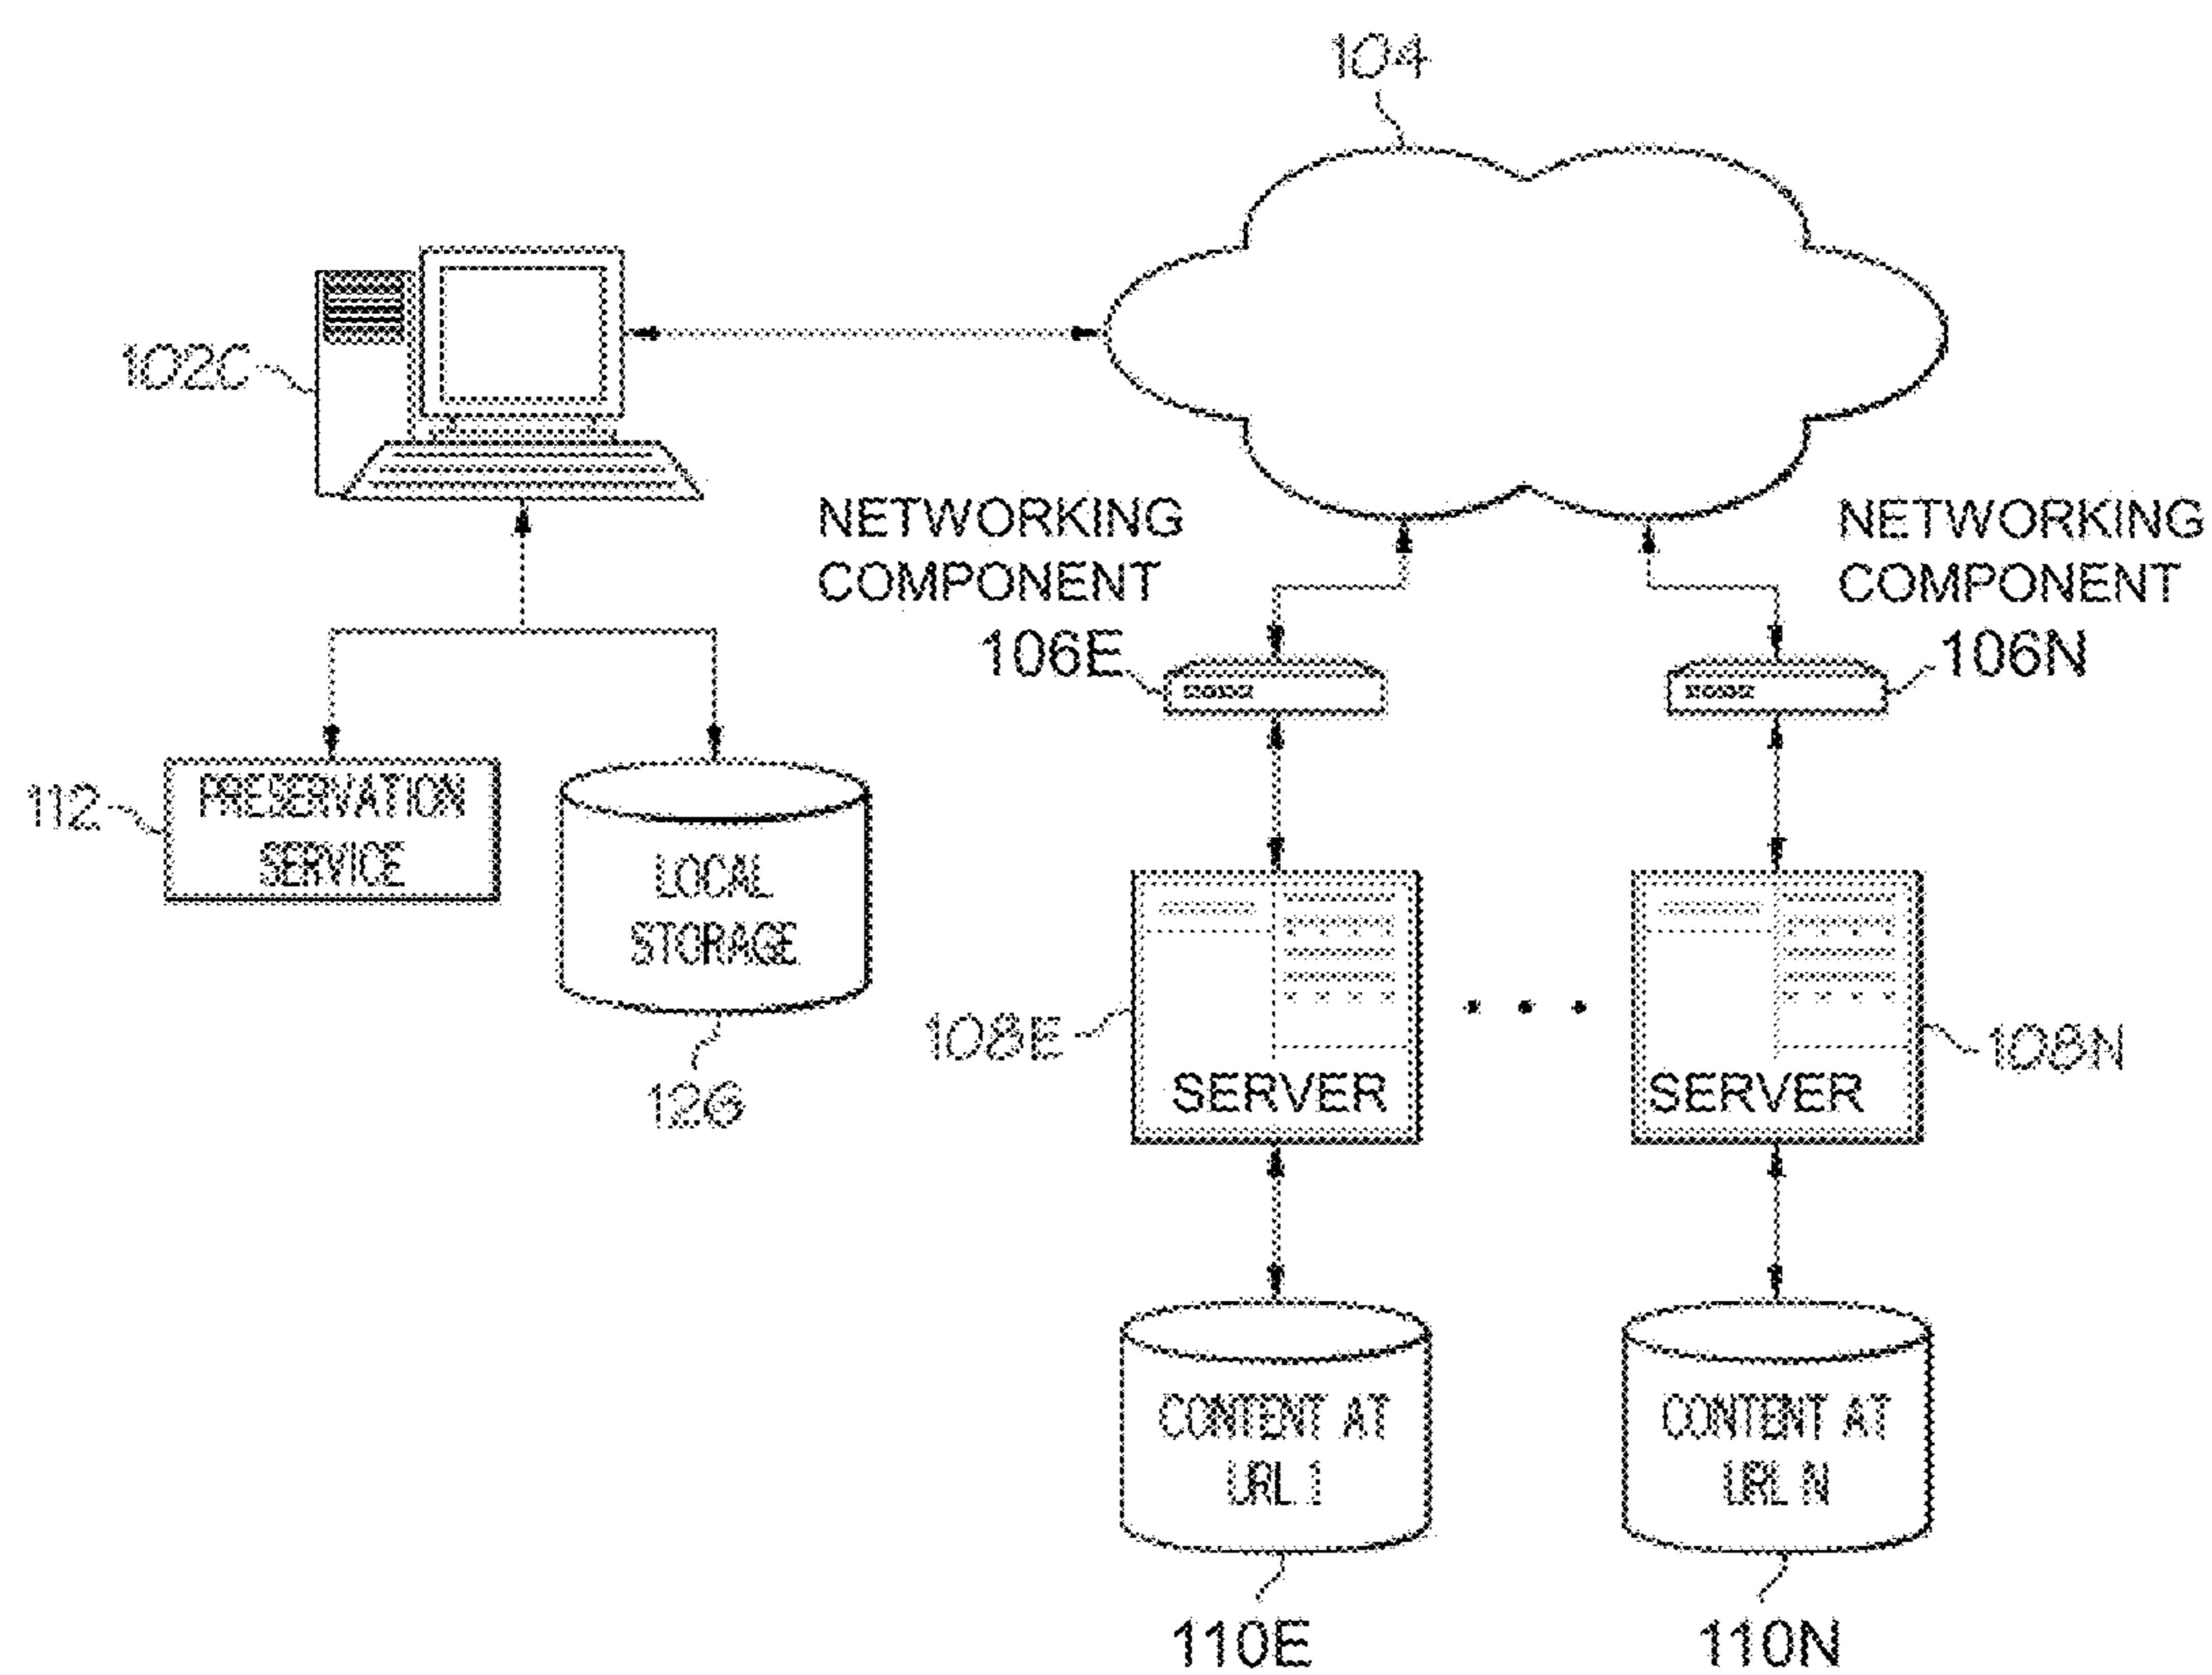 104
102C
NETWORKING
COMPONENT
106E
NETWORKING
COMPONENT
106N
112
PRESERVATION
SERVICE
LOCAL
STORAGE
126
108E
SERVER
108N
SERVER
CONTENT AT
URL 1
CONTENT AT
URL N
110E
110N